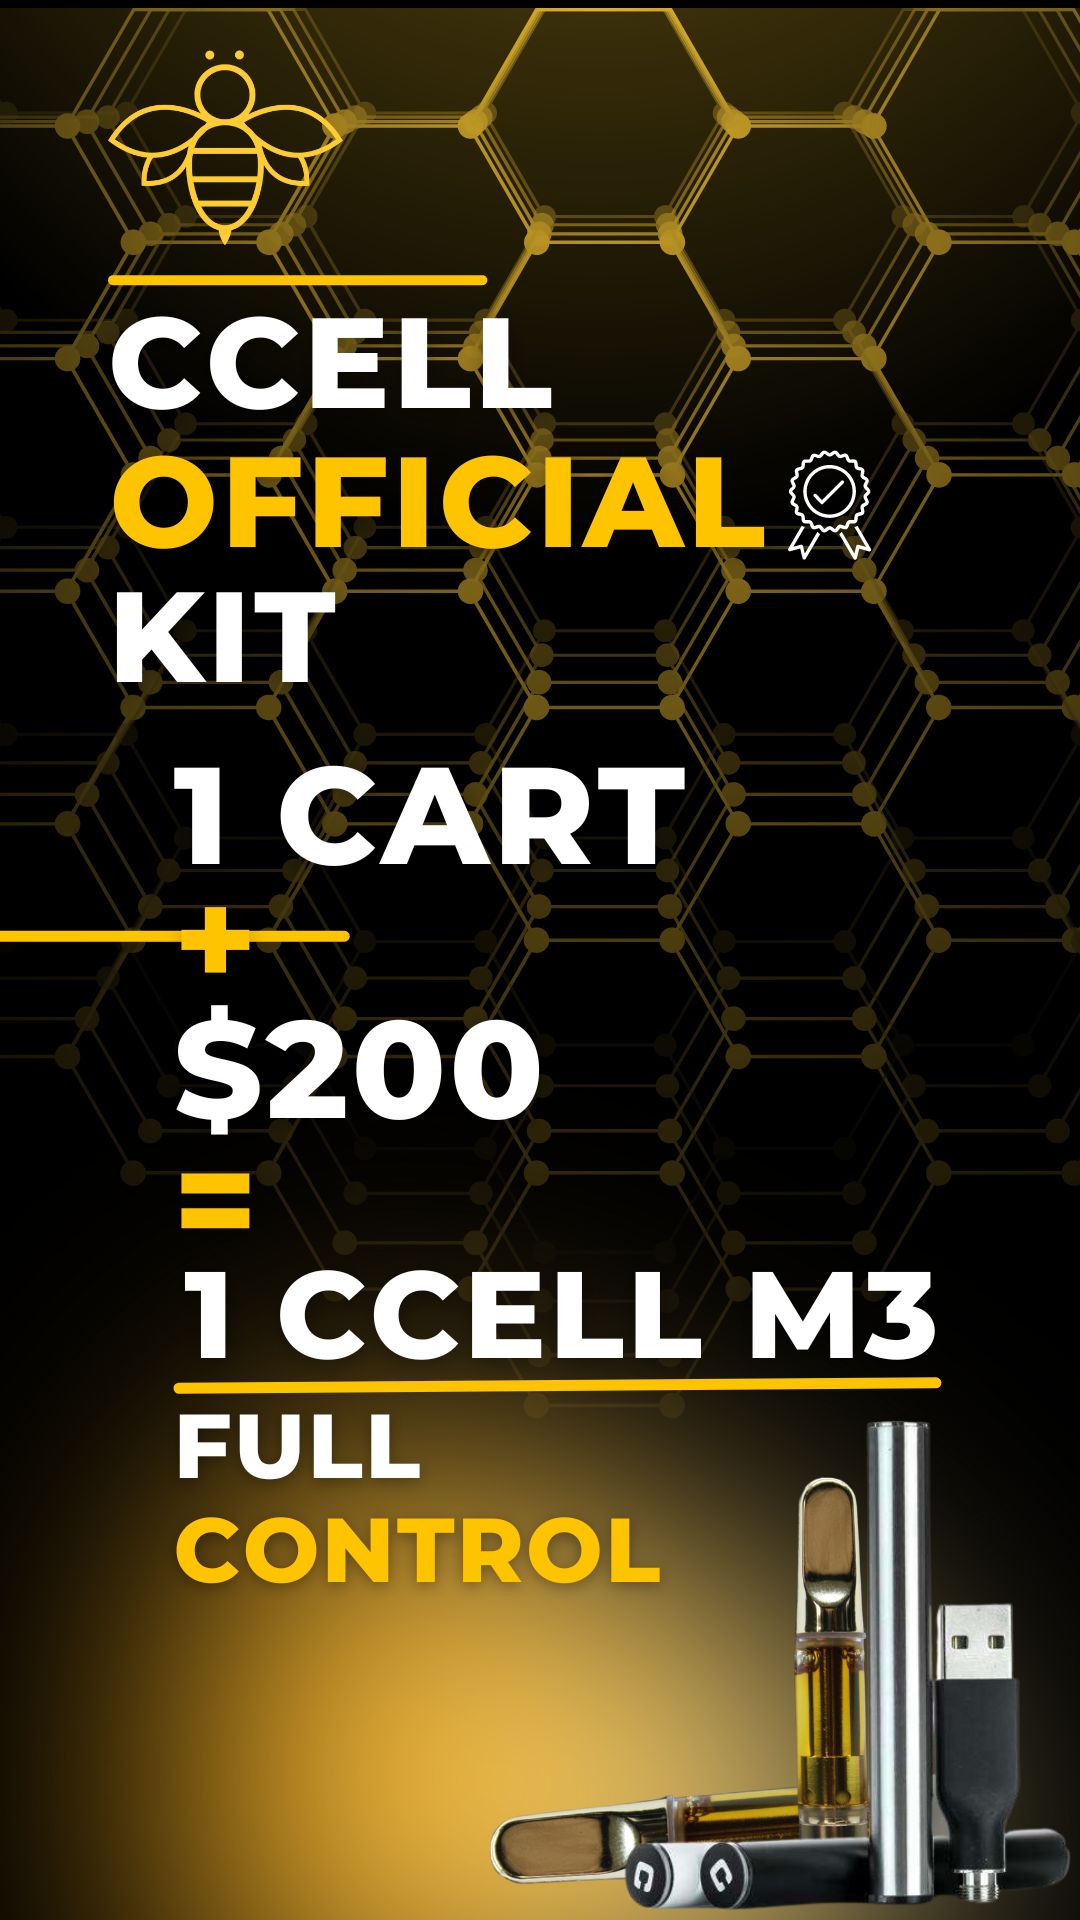 CCELL
OFFICIAL
KIT
1 CART
+
$200
=
1 CCELL M3
FULL
CONTROL